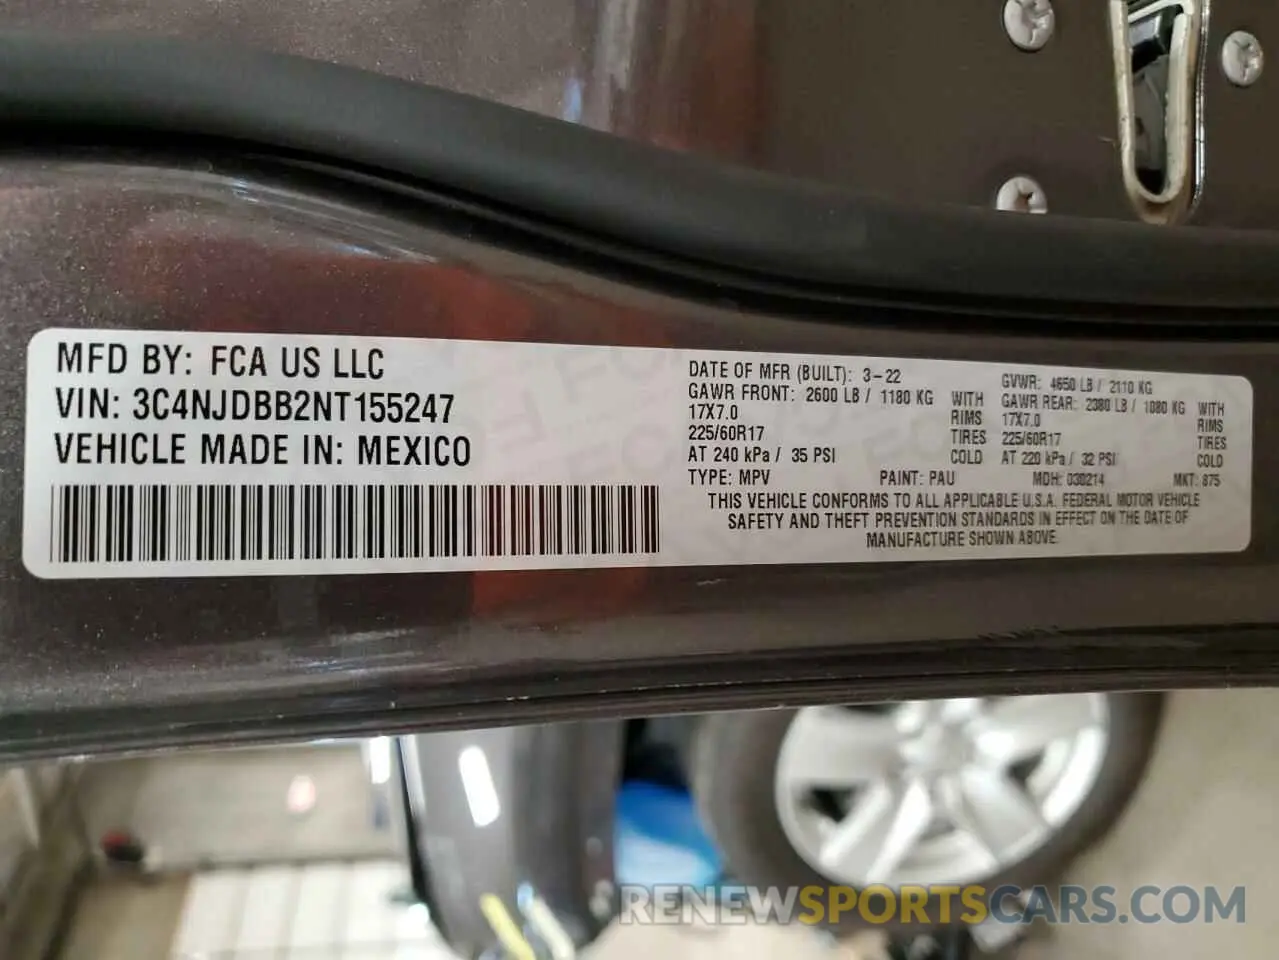 MFD BY: FCA US LLC
VIN: 3C4NJDBB2NT155247
VEHICLE MADE IN: MEXICO
DATE OF MFR (BUILT): 3-22
GVWR: 4650 LB / 2110 KG
GAWR FRONT: 2600 LB / 1180 KG WITH
17X7.0 RIMS
225/60R17 TIRES
AT 240 kPa / 35 PSI COLD
GAWR REAR: 2380 LB / 1080 KG WITH
17X7.0 RIMS
225/60R17 TIRES
AT 220 kPa / 32 PSI COLD
TYPE: MPV PAINT: PAU MDH: 030214 MKT: 875
THIS VEHICLE CONFORMS TO ALL APPLICABLE U.S.A. FEDERAL MOTOR VEHICLE
SAFETY AND THEFT PREVENTION STANDARDS IN EFFECT ON THE DATE OF
MANUFACTURE SHOWN ABOVE.
RENEWSPORTSCARS.COM